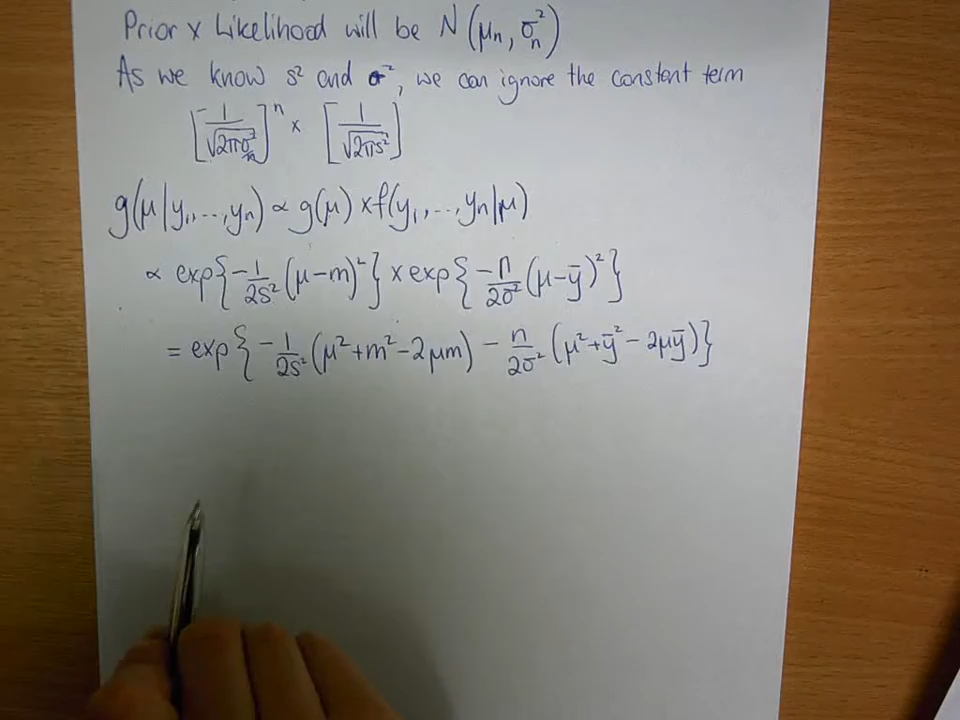 Prior x Likelihood will be N(μn, σn²)
As we know s² and σ², we can ignore the constant term
[1/√2πσ²]ⁿ x [1/√2πs²]
g(μ|y₁,...,yn) ∝ g(μ) x f(y₁,...,yn|μ)
∝ exp{-1/2s² (μ-m)²} x exp{-n/2σ² (μ-ȳ)²}
= exp{-1/2s² (μ²+m²-2μm) - n/2σ² (μ²+ȳ²-2μȳ)}